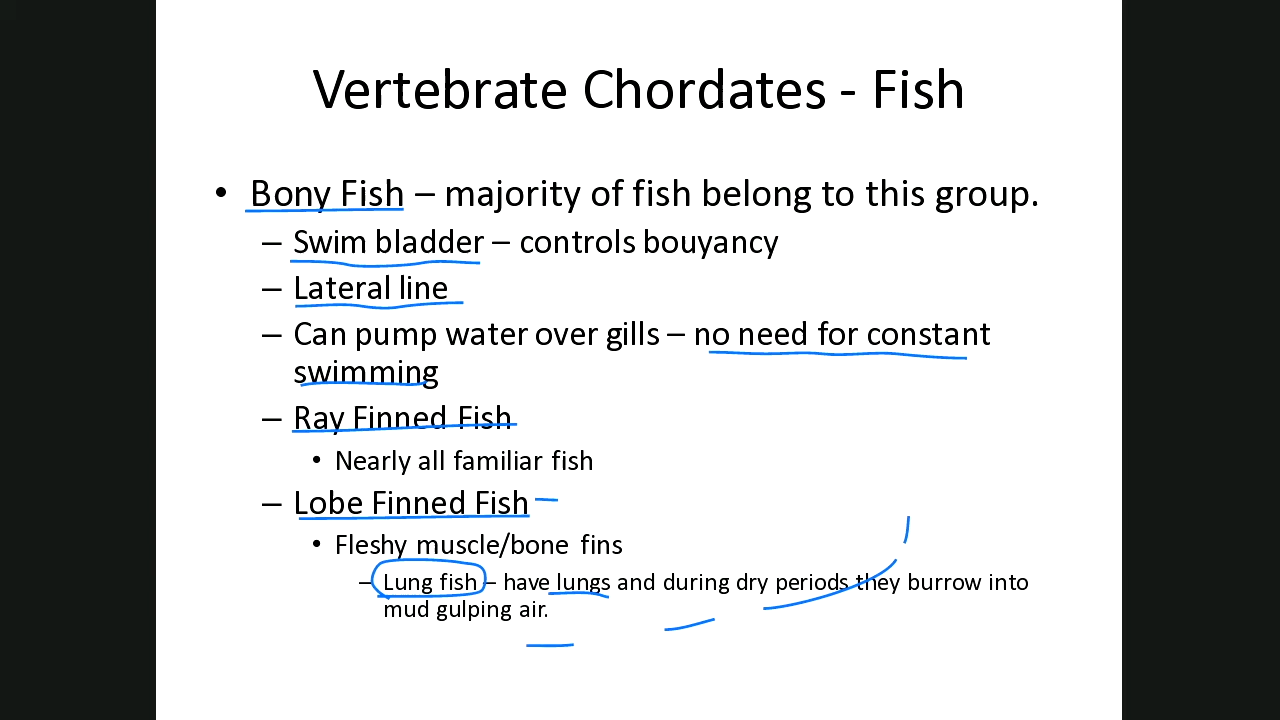 Vertebrate Chordates - Fish
• Bony Fish – majority of fish belong to this group.
– Swim bladder – controls bouyancy
– Lateral line
– Can pump water over gills – no need for constant
swimming
– Ray Finned Fish
• Nearly all familiar fish
– Lobe Finned Fish
• Fleshy muscle/bone fins
– Lung fish – have lungs and during dry periods they burrow into
mud gulping air.